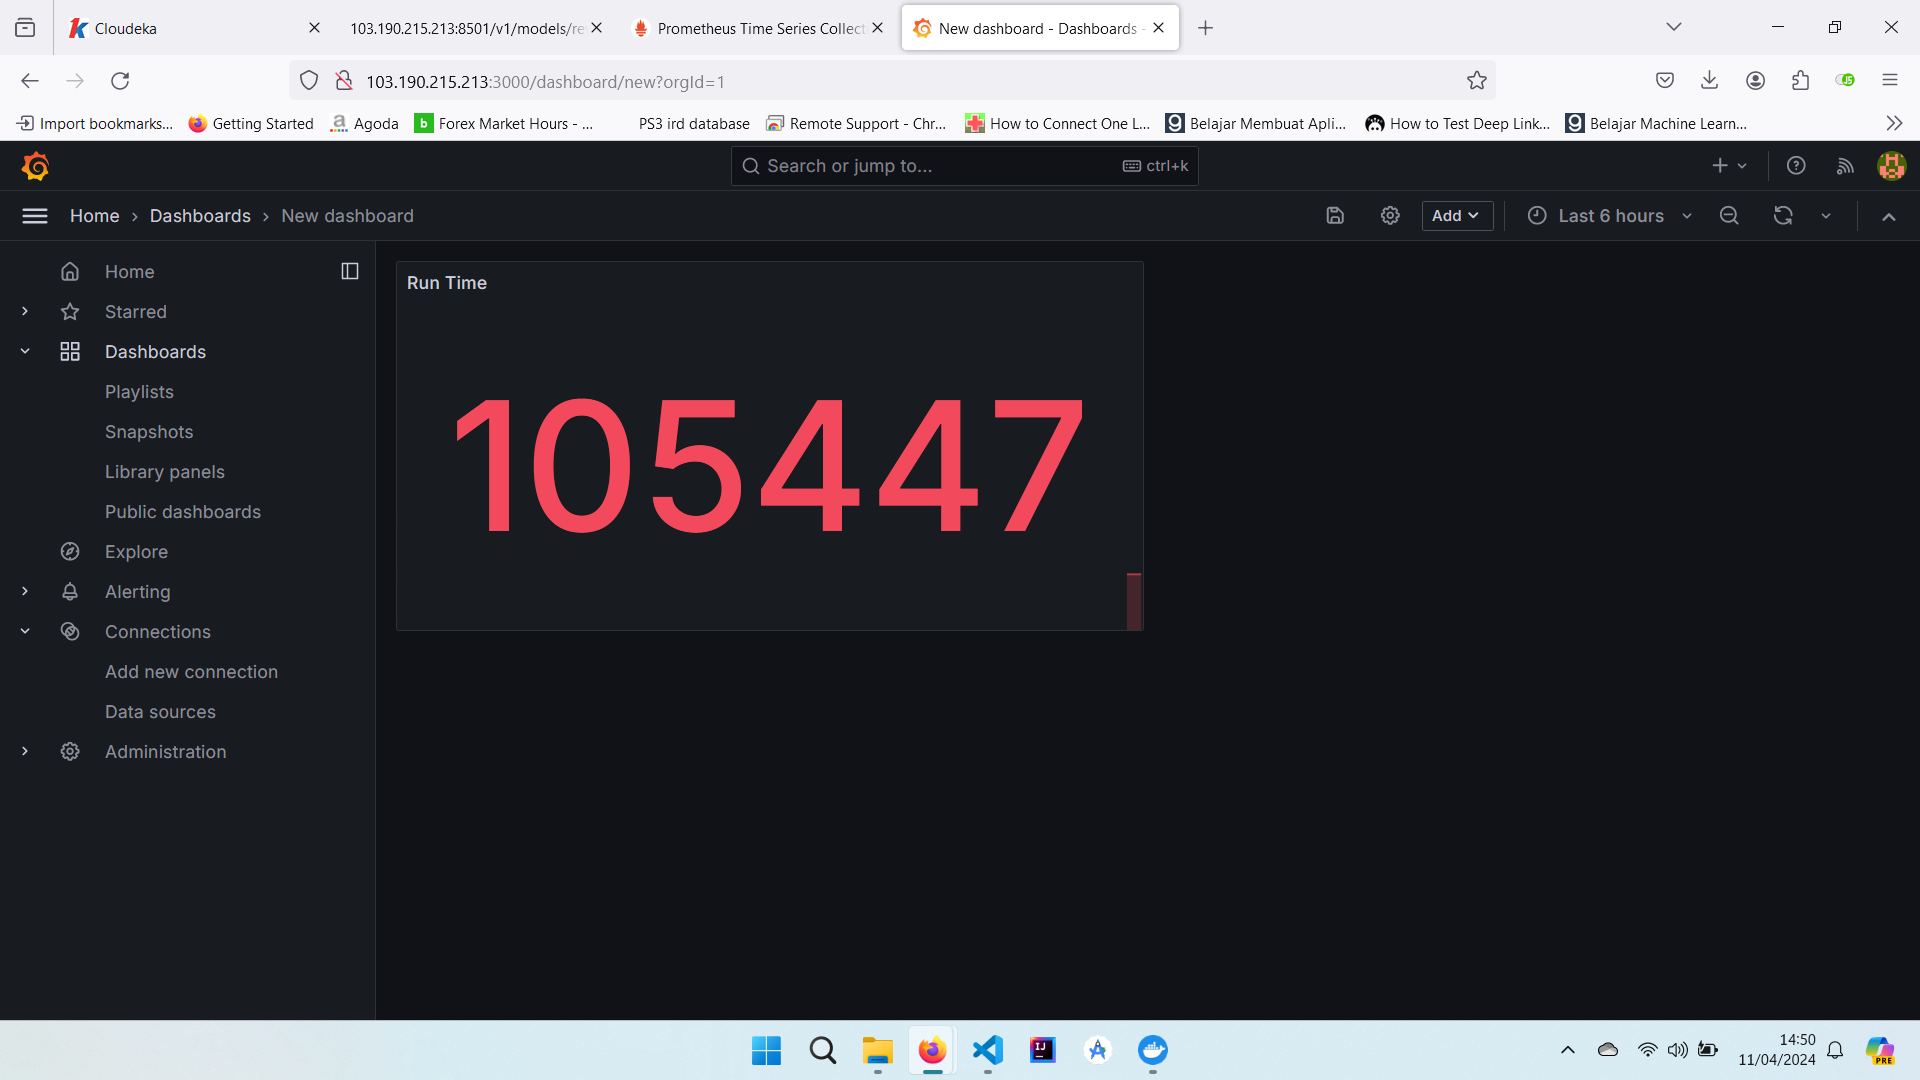 Cloudeka
103.190.215.213:8501/v1/models/re
Prometheus Time Series Collect
New dashboard - Dashboards -
103.190.215.213:3000/dashboard/new?orgId=1
Import bookmarks...
Getting Started
Agoda
Forex Market Hours - ...
PS3 ird database
Remote Support - Chr...
How to Connect One L...
Belajar Membuat Apli...
How to Test Deep Link...
Belajar Machine Learn...
Search or jump to...
ctrl+k
Home › Dashboards › New dashboard
Add
Last 6 hours
Home
Starred
Dashboards
Playlists
Snapshots
Library panels
Public dashboards
Explore
Alerting
Connections
Add new connection
Data sources
Administration
Run Time
105447
14:50
11/04/2024
PRE